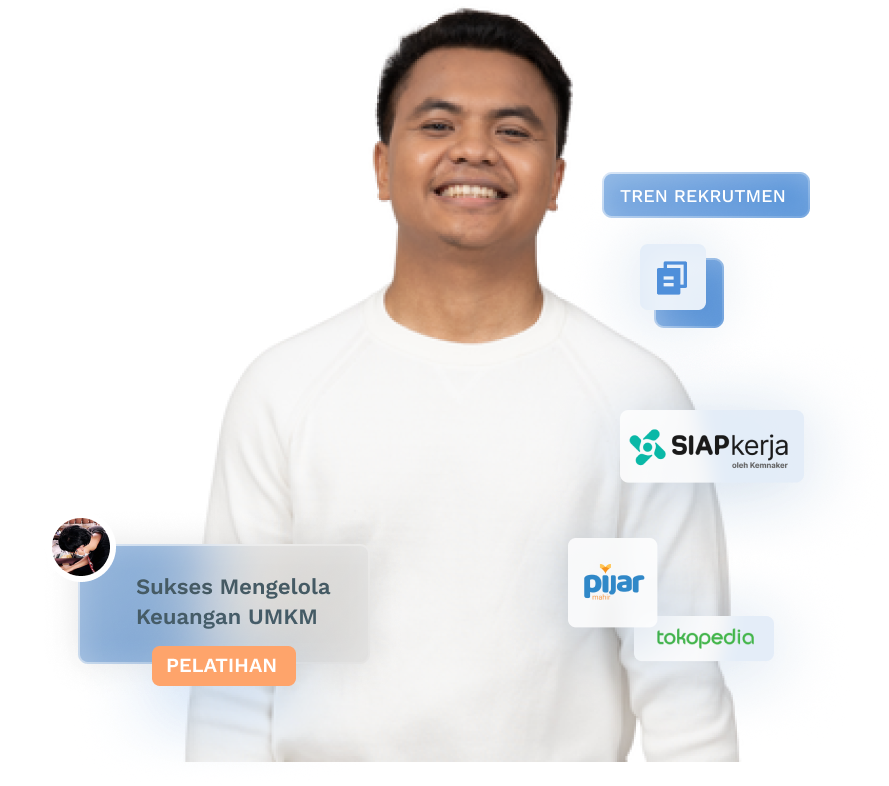 TREN REKRUTMEN
SIAPkerja
oleh Kemnaker
Sukses Mengelola
Keuangan UMKM
PELATIHAN
pijar
mahir
tokopedia